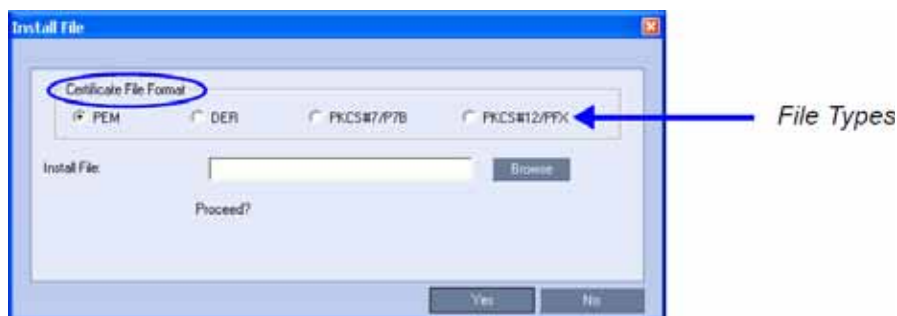 Install File
Certificate File Format
PEM DER PKCS#7/P7B PKCS#12/PFX
File Types
Install File: Browse
Proceed?
Yes No